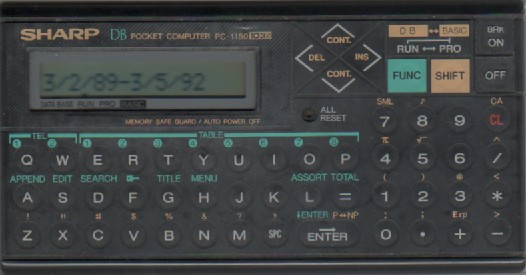 SHARP DB POCKET COMPUTER PC-1150
DB ↔ BASIC
BRK
ON
RUN ↔ PRO
CONT.
DEL INS
CONT.
FUNC SHIFT OFF
3/2/89-3/5/92
DATA BASE RUN PRO BASIC
MEMORY SAFE GUARD / AUTO POWER OFF
ALL
RESET
SML CA
7 8 9 CL
TEL TABLE
1 2 1 2 3 4 5 6 7 8
π √ ^
Q W E R T Y U I O P 4 5 6 /
APPEND EDIT SEARCH TITLE MENU ASSORT TOTAL ( ) <
A S D F G H J K L = 1 2 3 *
! " # $ % & ? : ENTER P↔NP , ; Exp >
Z X C V B N M SPC ENTER 0 • + -